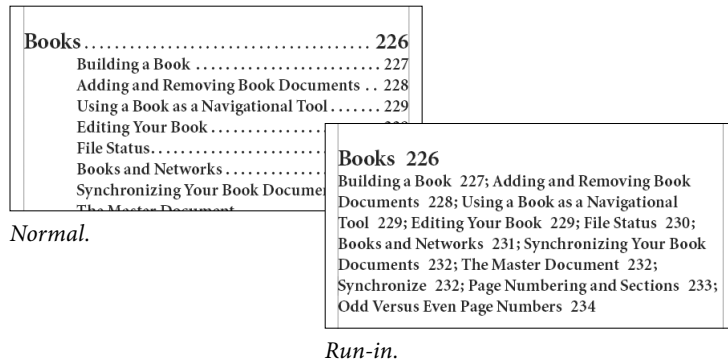 Books ................................... 226
Building a Book ........................ 227
Adding and Removing Book Documents .. 228
Using a Book as a Navigational Tool ....... 229
Editing Your Book .....................
File Status .....................
Books and Networks .............
Synchronizing Your Book
The Master Document
Normal.
Books 226
Building a Book 227; Adding and Removing Book
Documents 228; Using a Book as a Navigational
Tool 229; Editing Your Book 229; File Status 230;
Books and Networks 231; Synchronizing Your Book
Documents 232; The Master Document 232;
Synchronize 232; Page Numbering and Sections 233;
Odd Versus Even Page Numbers 234
Run-in.